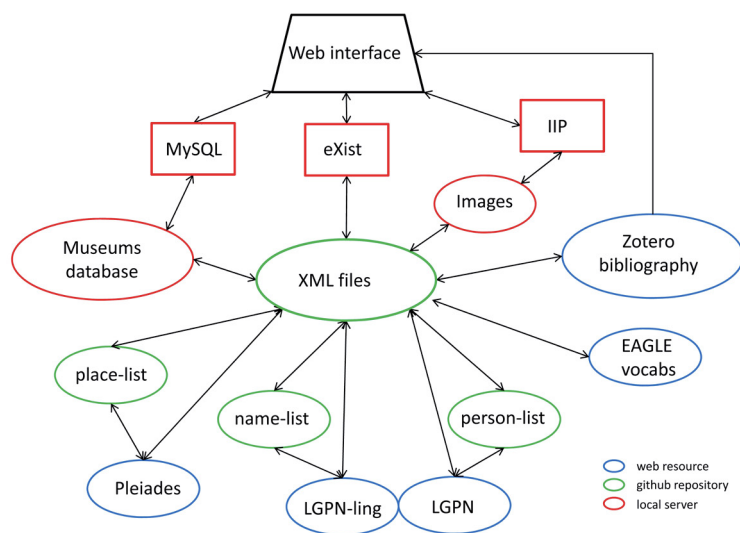 Web interface
MySQL
eXist
IIP
Images
Museums
database
XML files
Zotero
bibliography
EAGLE
vocabs
place-list
name-list
person-list
Pleiades
LGPN-ling
LGPN
web resource
github repository
local server